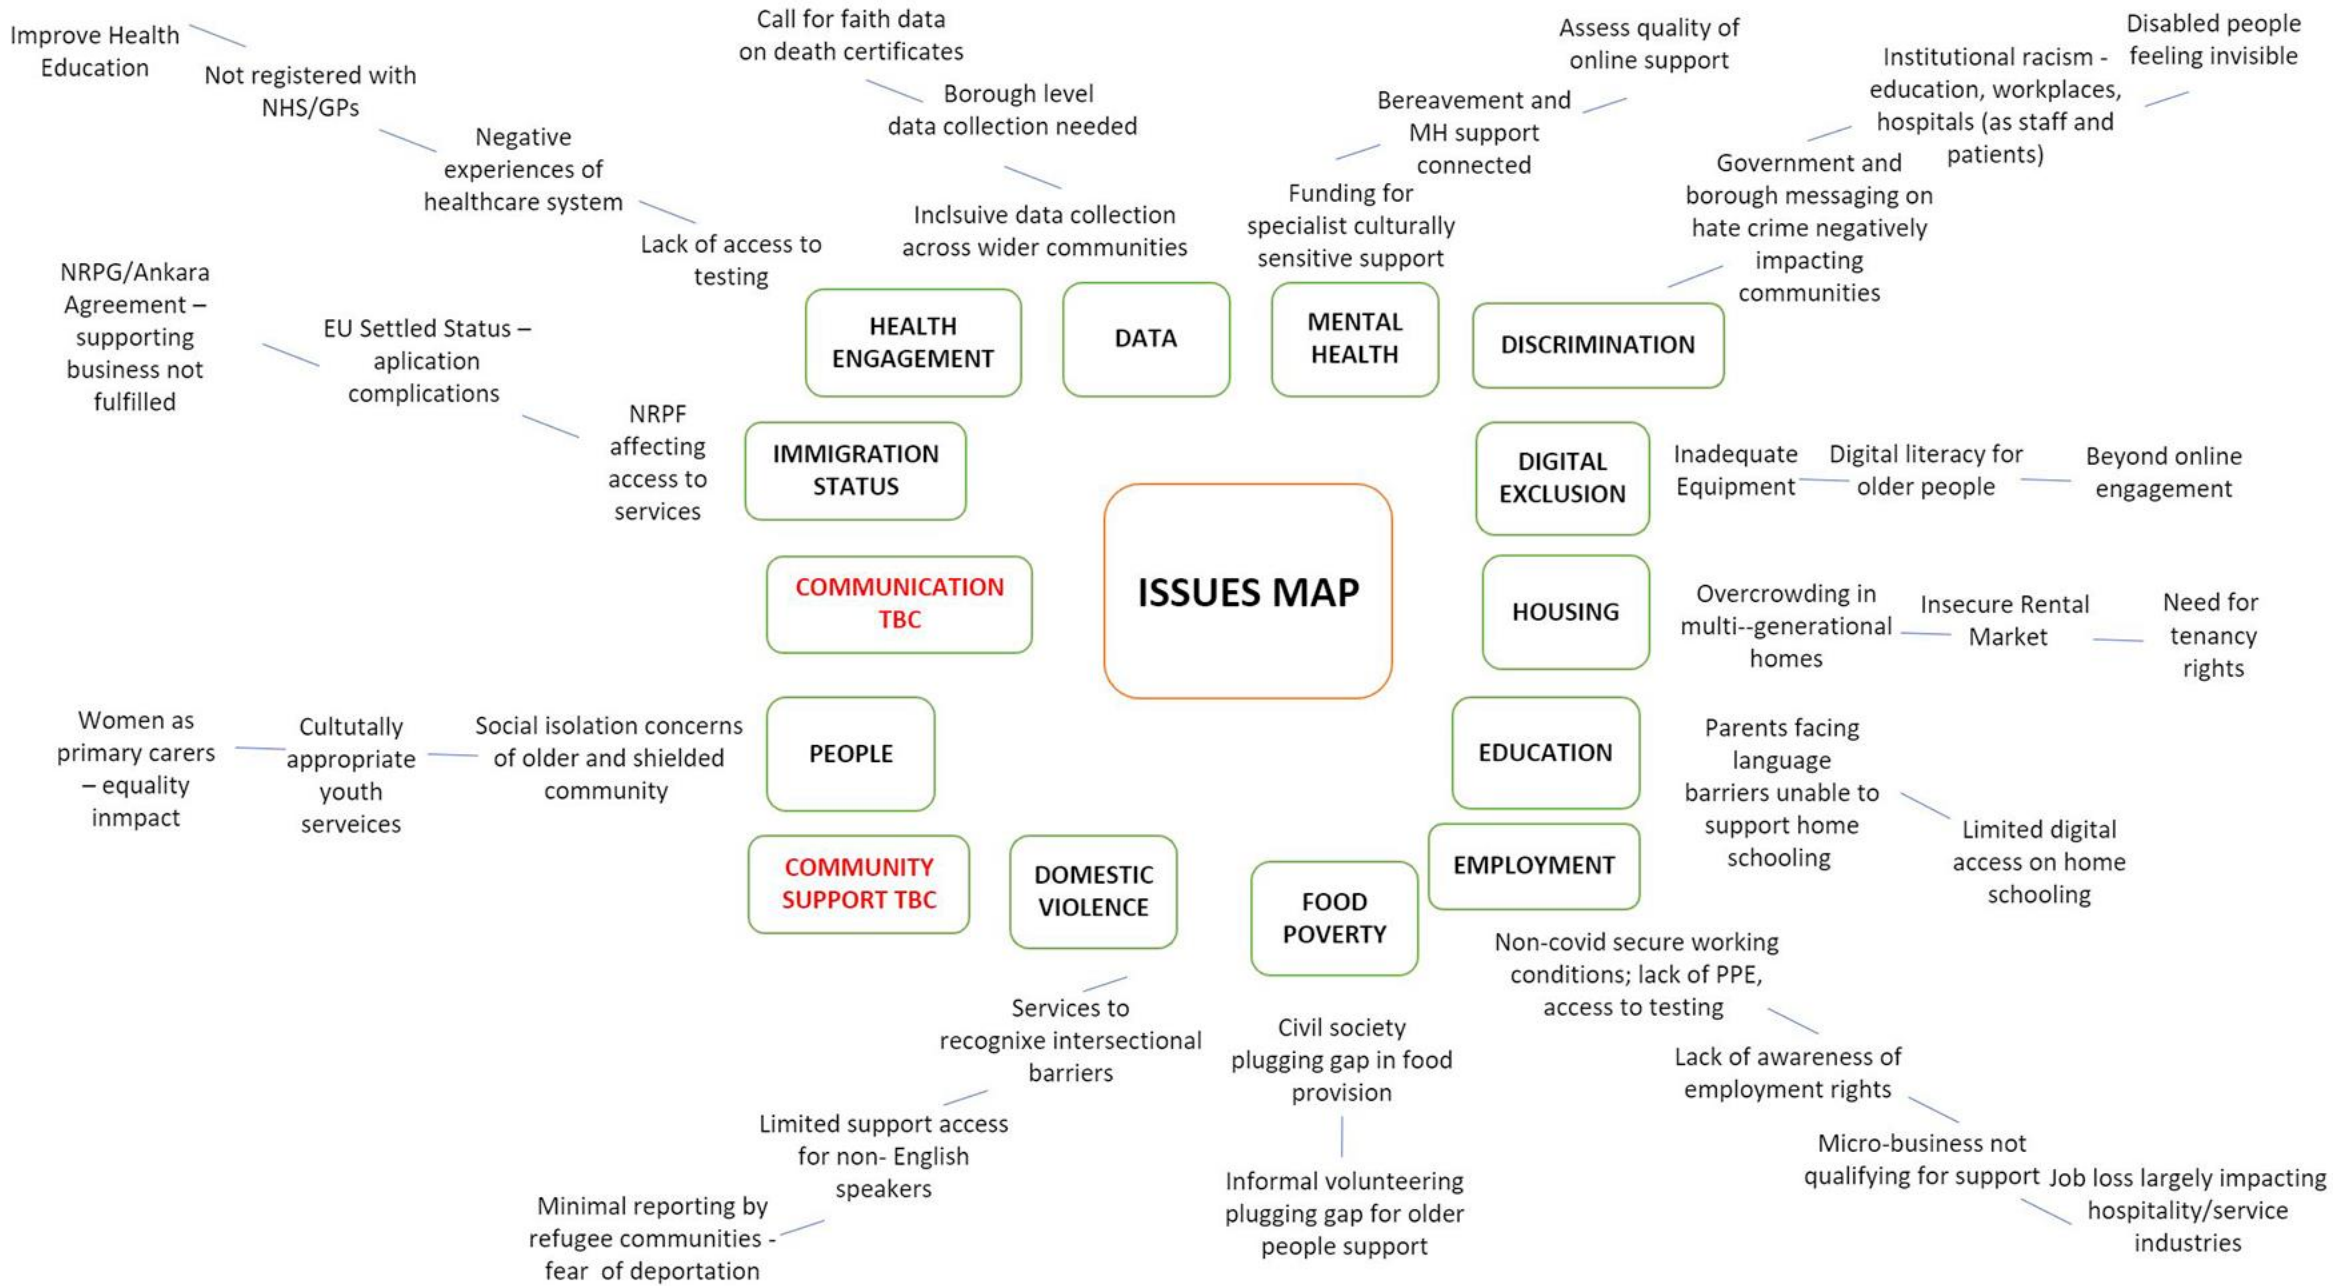 Improve Health
Education
Not registered with
NHS/GPs
Negative
experiences of
healthcare system
Lack of access to
testing
Call for faith data
on death certificates
Borough level
data collection needed
Inclsuive data collection
across wider communities
Assess quality of
online support
Bereavement and
MH support
connected
Funding for
specialist culturally
sensitive support
Disabled people
feeling invisible
Institutional racism -
education, workplaces,
hospitals (as staff and
patients)
Government and
borough messaging on
hate crime negatively
impacting
communities
HEALTH
ENGAGEMENT
DATA
MENTAL
HEALTH
DISCRIMINATION
NRPG/Ankara
Agreement –
supporting
business not
fulfilled
EU Settled Status –
aplication
complications
NRPF
affecting
access to
services
IMMIGRATION
STATUS
DIGITAL
EXCLUSION
Inadequate
Equipment
Digital literacy for
older people
Beyond online
engagement
COMMUNICATION
TBC
ISSUES MAP
HOUSING
Overcrowding in
multi--generational
homes
Insecure Rental
Market
Need for
tenancy
rights
Women as
primary carers
– equality
inmpact
Cultutally
appropriate
youth
serveices
Social isolation concerns
of older and shielded
community
PEOPLE
EDUCATION
Parents facing
language
barriers unable to
support home
schooling
Limited digital
access on home
schooling
COMMUNITY
SUPPORT TBC
DOMESTIC
VIOLENCE
FOOD
POVERTY
EMPLOYMENT
Services to
recognixe intersectional
barriers
Limited support access
for non- English
speakers
Minimal reporting by
refugee communities -
fear of deportation
Civil society
plugging gap in food
provision
Informal volunteering
plugging gap for older
people support
Non-covid secure working
conditions; lack of PPE,
access to testing
Lack of awareness of
employment rights
Micro-business not
qualifying for support
Job loss largely impacting
hospitality/service
industries